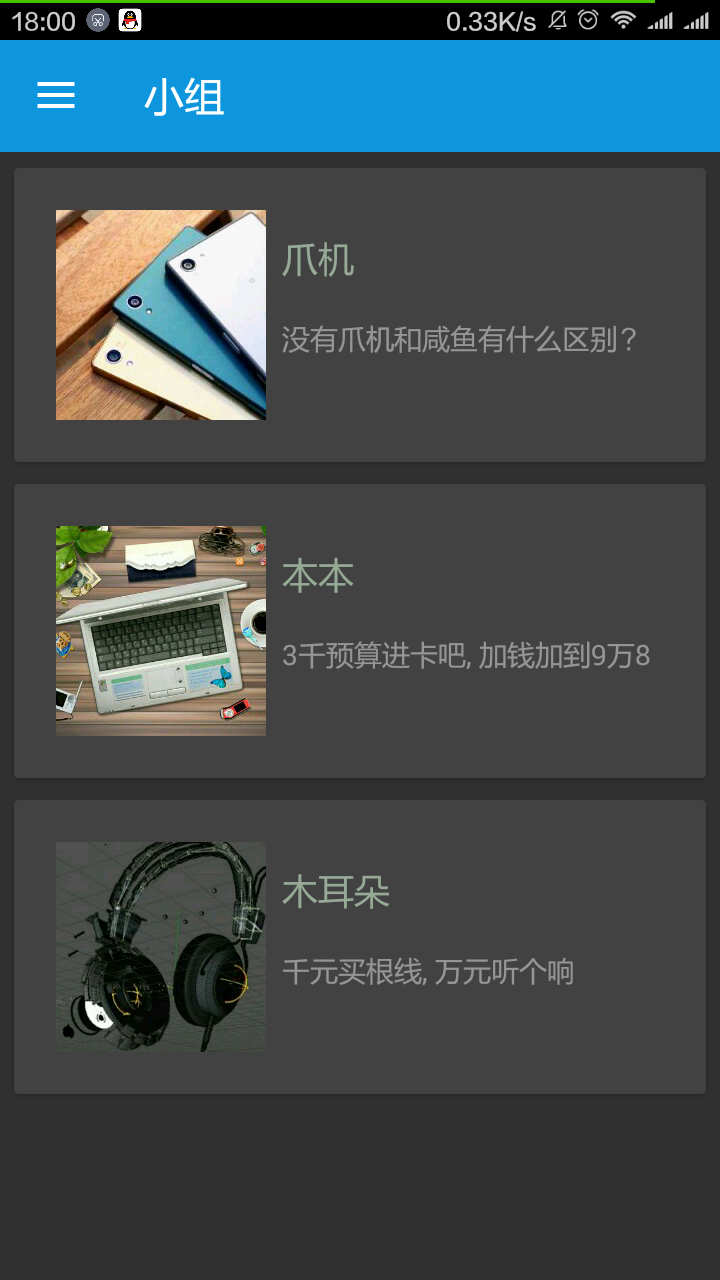 18:00
0.33K/s
小组
爪机
没有爪机和咸鱼有什么区别?
本本
3千预算进卡吧, 加钱加到9万8
木耳朵
千元买根线, 万元听个响